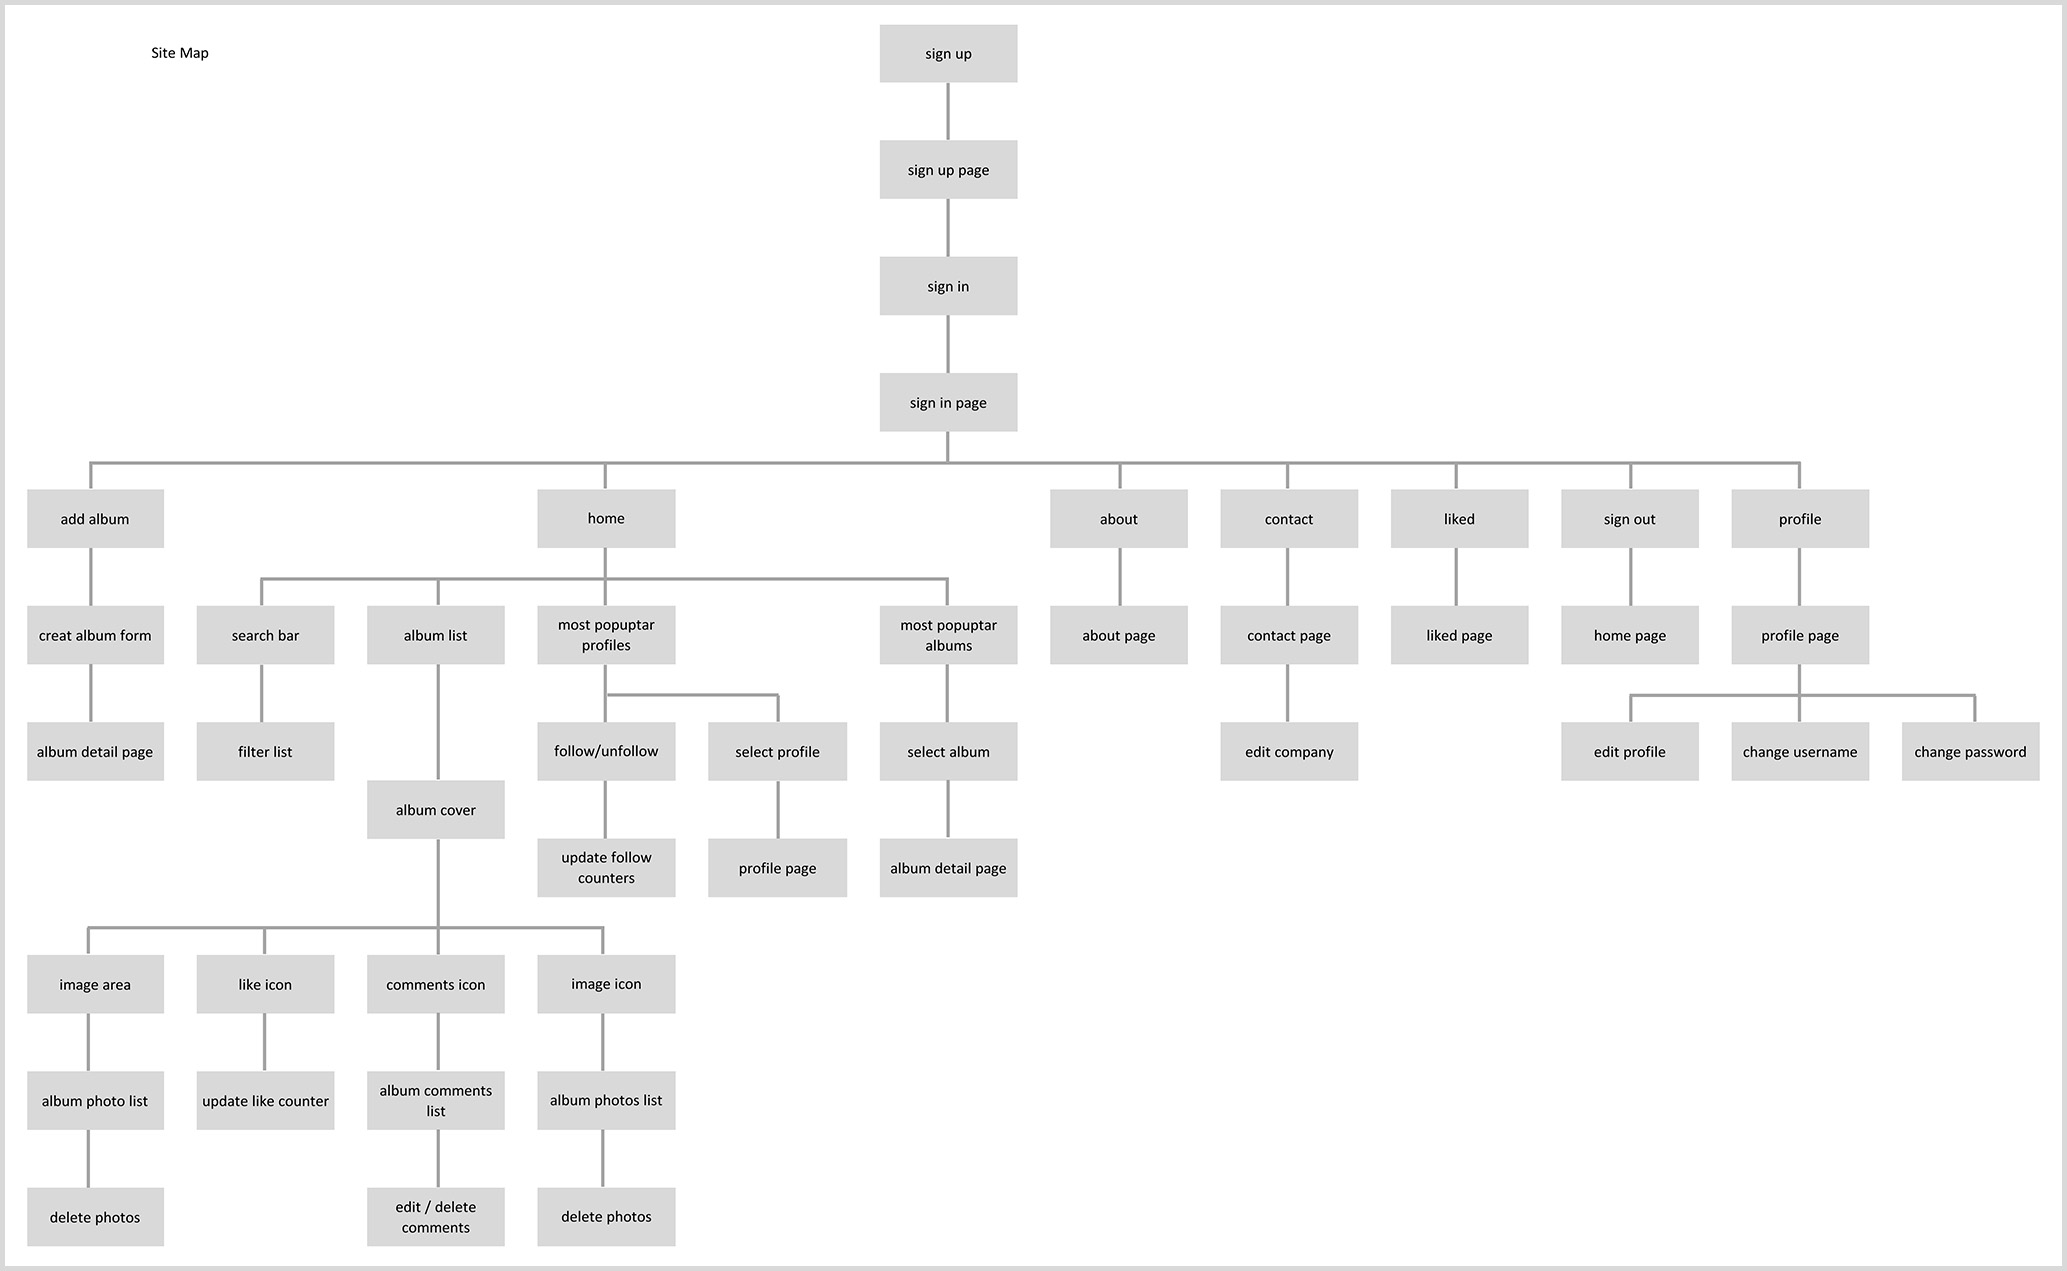 Site Map
sign up
sign up page
sign in
sign in page
add album
home
about
contact
liked
sign out
profile
creat album form
search bar
album list
most popuptar
profiles
most popuptar
albums
about page
contact page
liked page
home page
profile page
album detail page
filter list
follow/unfollow
select profile
select album
edit company
edit profile
change username
change password
album cover
update follow
counters
profile page
album detail page
image area
like icon
comments icon
image icon
album photo list
update like counter
album comments
list
album photos list
delete photos
edit / delete
comments
delete photos